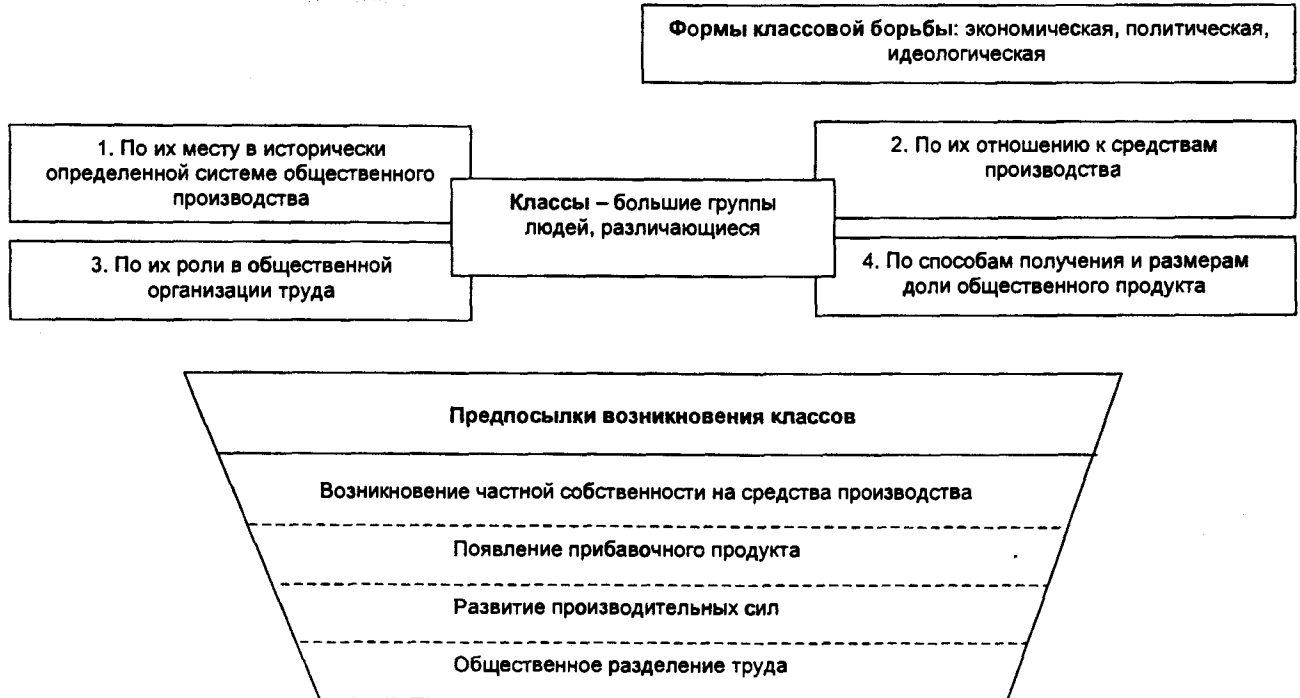 Формы классовой борьбы: экономическая, политическая,
идеологическая
1. По их месту в исторически
определенной системе общественного
производства
2. По их отношению к средствам
производства
Классы – большие группы
людей, различающиеся
3. По их роли в общественной
организации труда
4. По способам получения и размерам
доли общественного продукта
Предпосылки возникновения классов
Возникновение частной собственности на средства производства
Появление прибавочного продукта
Развитие производительных сил
Общественное разделение труда